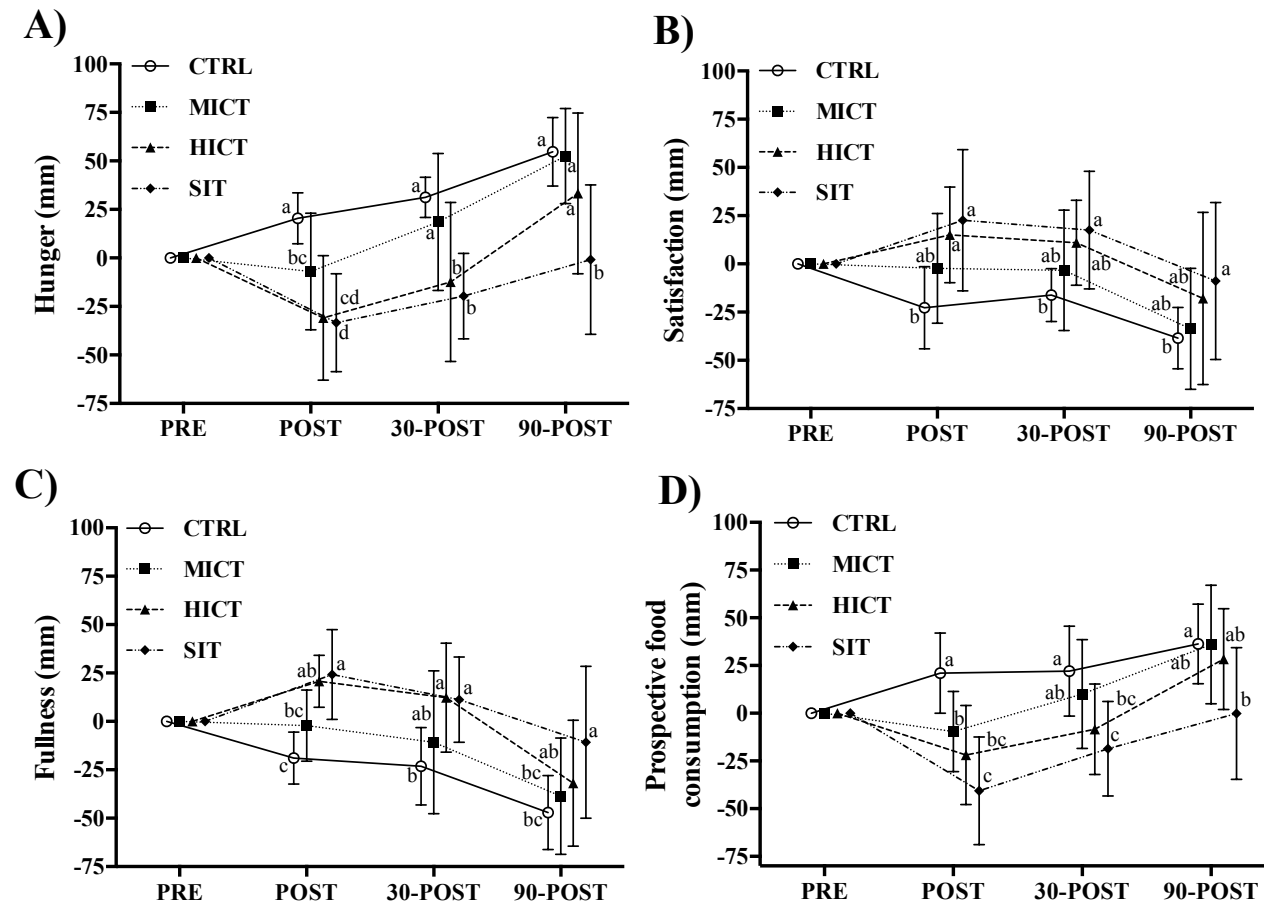 A)
CTRL
MICT
HICT
SIT
Hunger (mm)
100
75
50
25
0
-25
-50
-75
a
bc
cd
d
a
a
b
b
a
a
a
b
PRE
POST
30-POST
90-POST
B)
CTRL
MICT
HICT
SIT
Satisfaction (mm)
100
75
50
25
0
-25
-50
-75
a
a
ab
b
a
ab
ab
b
a
ab
ab
b
PRE
POST
30-POST
90-POST
C)
CTRL
MICT
HICT
SIT
Fullness (mm)
100
75
50
25
0
-25
-50
-75
ab
a
bc
c
a
a
ab
b
a
ab
bc
bc
PRE
POST
30-POST
90-POST
D)
CTRL
MICT
HICT
SIT
Prospective food
consumption (mm)
100
75
50
25
0
-25
-50
-75
a
b
bc
c
a
ab
bc
c
a
ab
ab
b
PRE
POST
30-POST
90-POST